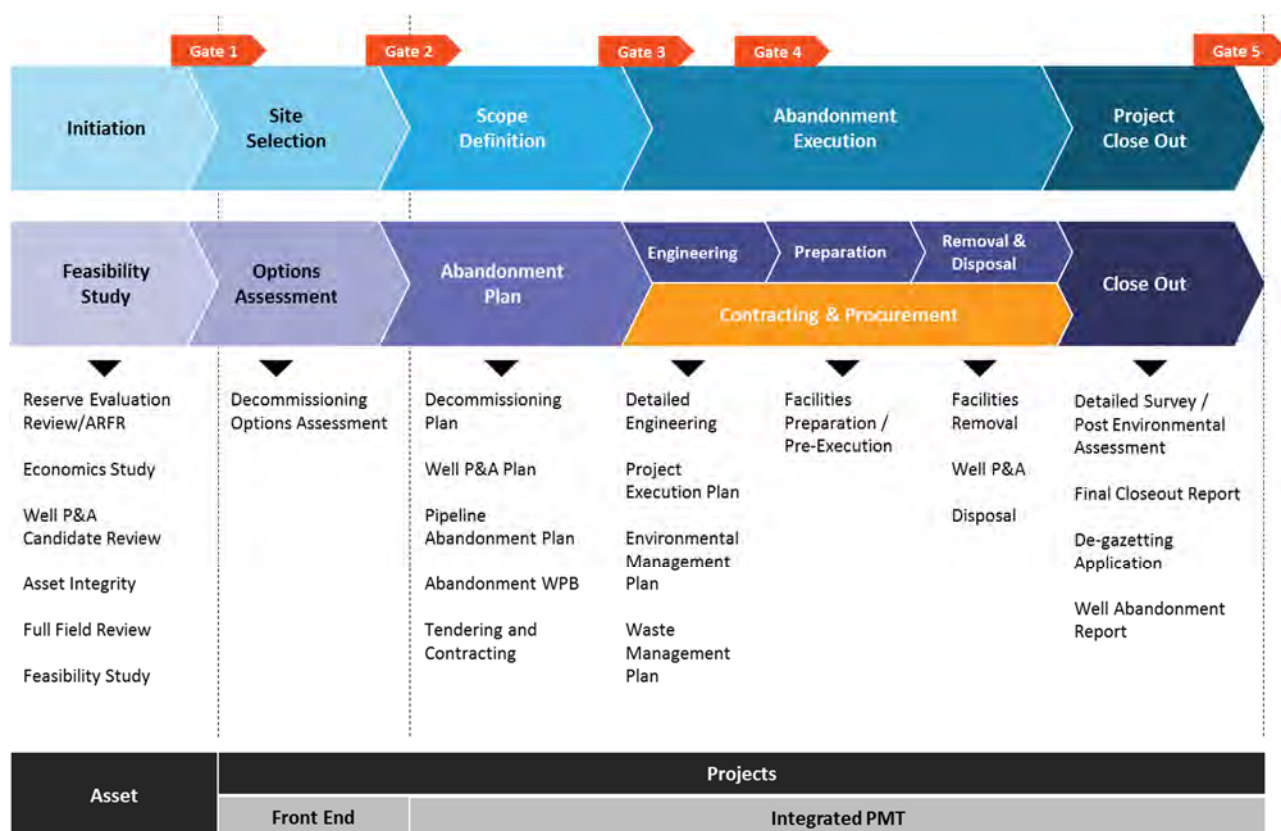 Gate 1
Gate 2
Gate 3
Gate 4
Gate 5
Initiation
Site
Selection
Scope
Definition
Abandonment
Execution
Project
Close Out
Feasibility
Study
Options
Assessment
Abandonment
Plan
Engineering
Preparation
Removal &
Disposal
Contracting & Procurement
Close Out
Reserve Evaluation
Review/ARFR
Economics Study
Well P&A
Candidate Review
Asset Integrity
Full Field Review
Feasibility Study
Decommissioning
Options Assessment
Decommissioning
Plan
Well P&A Plan
Pipeline
Abandonment Plan
Abandonment WPB
Tendering and
Contracting
Detailed
Engineering
Project
Execution Plan
Environmental
Management
Plan
Waste
Management
Plan
Facilities
Preparation /
Pre-Execution
Facilities
Removal
Well P&A
Disposal
Detailed Survey /
Post Environmental
Assessment
Final Closeout Report
De-gazetting
Application
Well Abandonment
Report
Asset
Projects
Front End
Integrated PMT